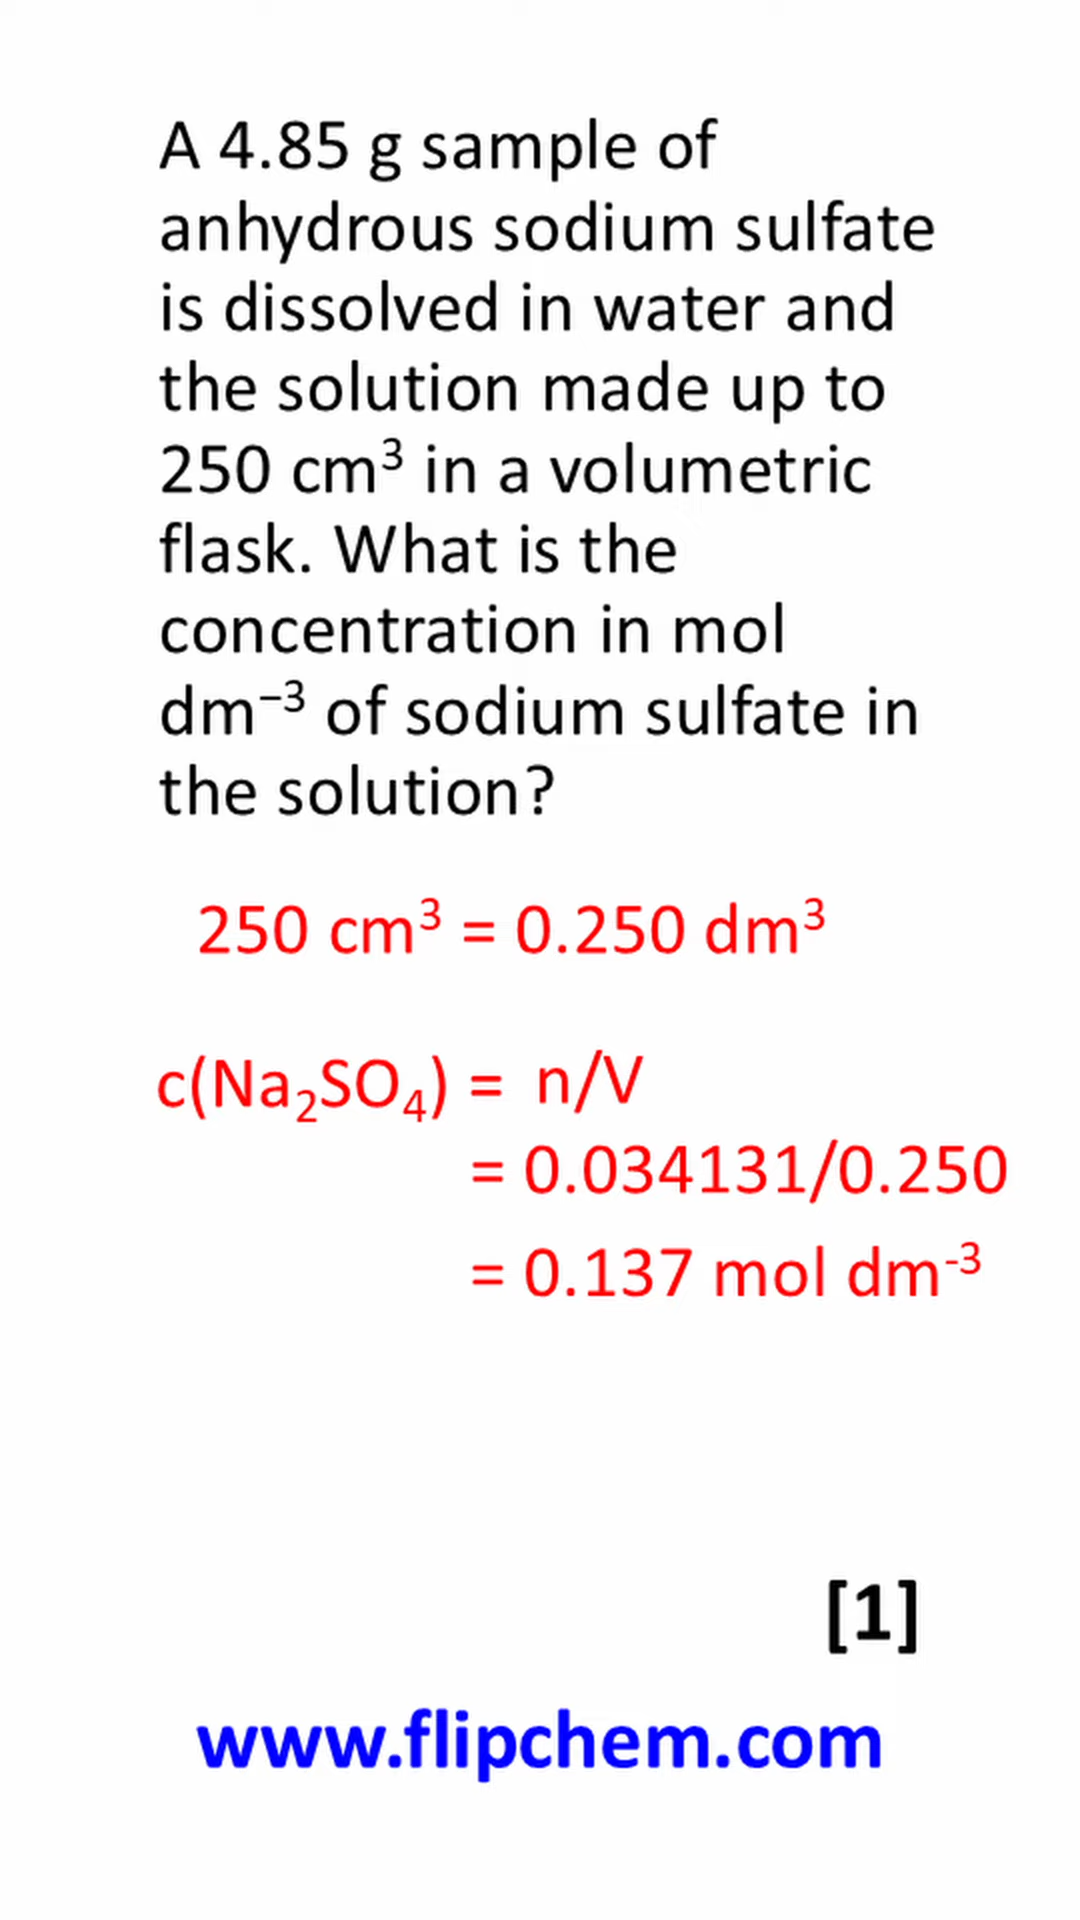 A 4.85 g sample of
anhydrous sodium sulfate
is dissolved in water and
the solution made up to
250 cm³ in a volumetric
flask. What is the
concentration in mol
dm⁻³ of sodium sulfate in
the solution?
250 cm³ = 0.250 dm³
c(Na₂SO₄) = n/V
= 0.034131/0.250
= 0.137 mol dm⁻³
[1]
www.flipchem.com